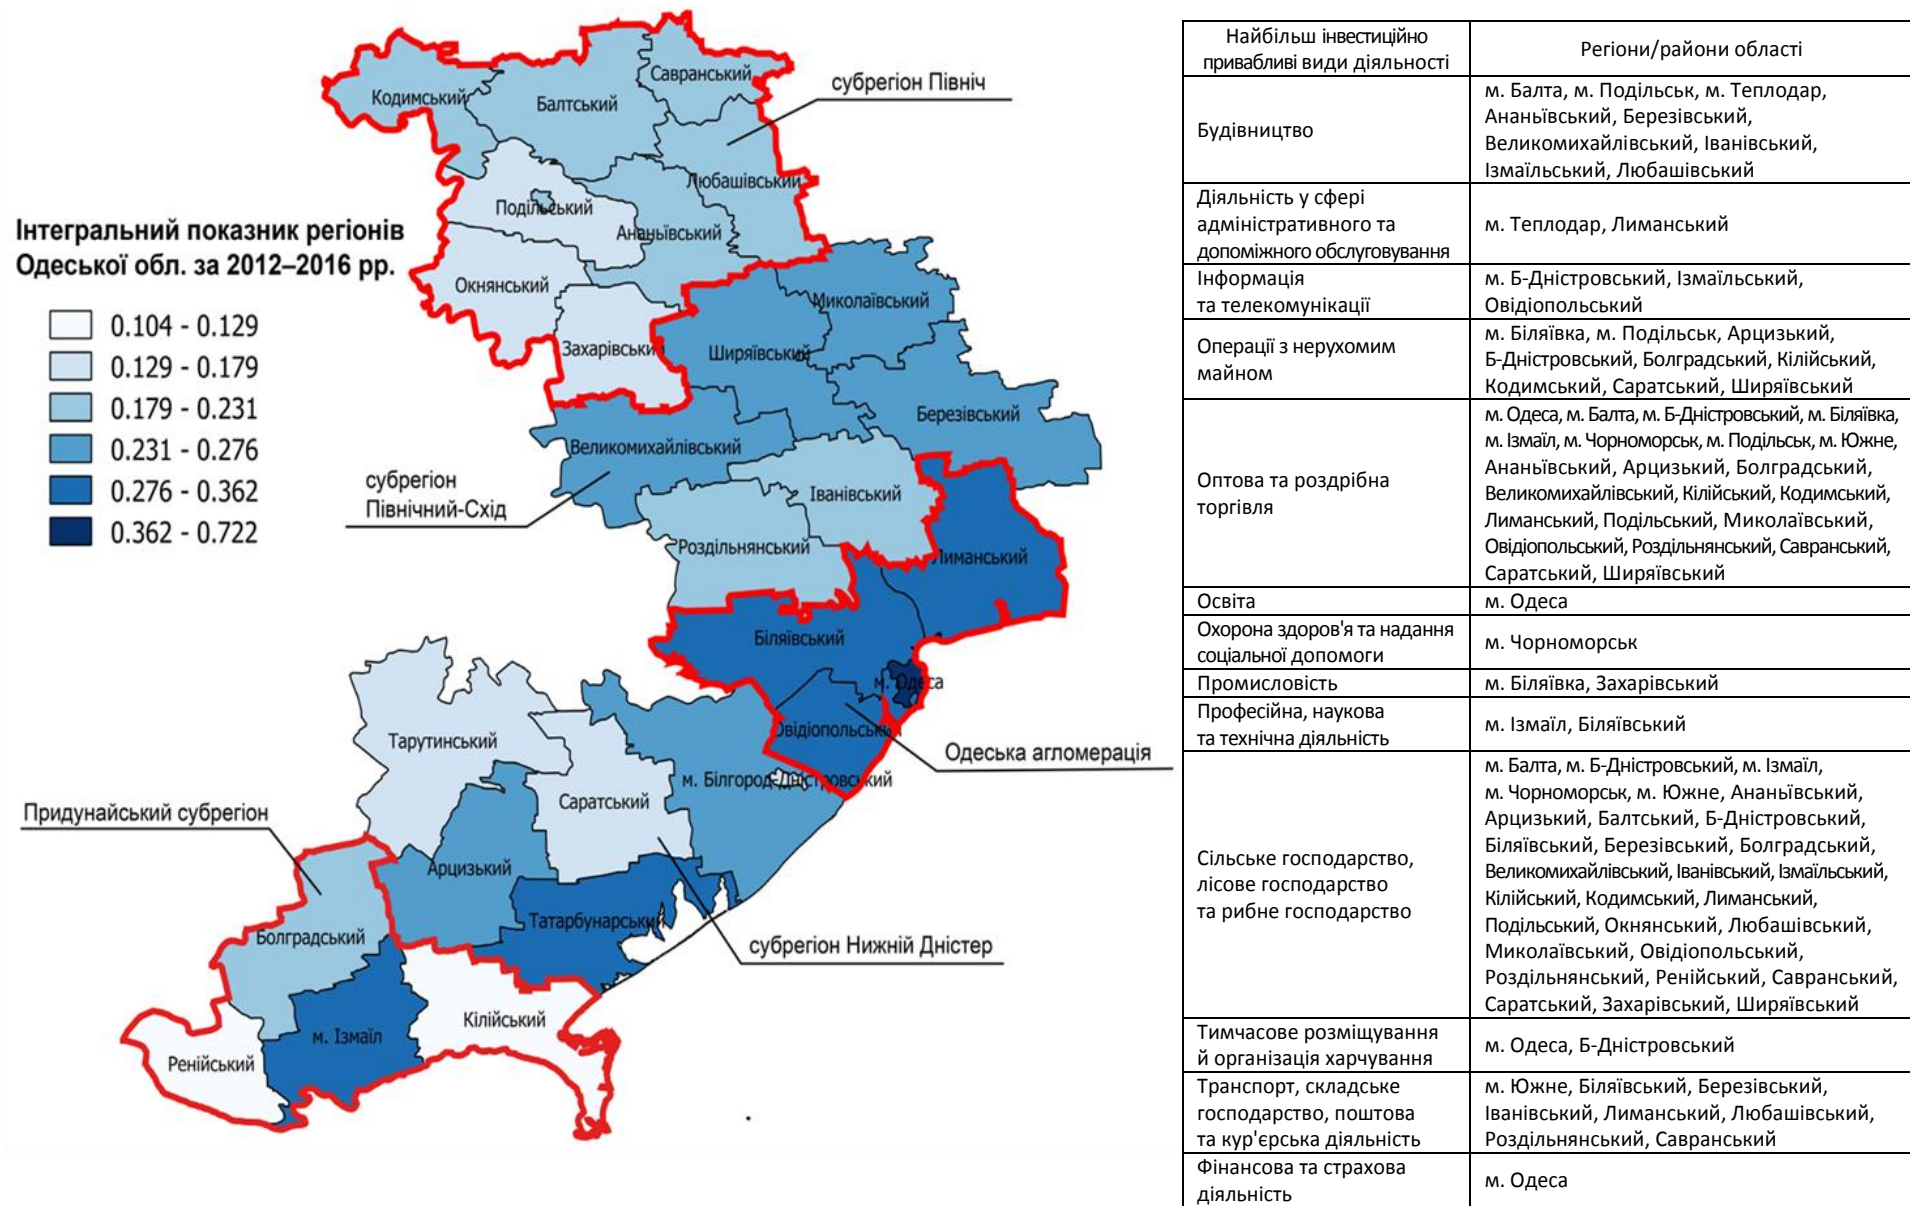 Савранський
Кодимський
Балтський
субрегіон Північ
Любашівський
Подільський
Ананьївський
Інтегральний показник регіонів
Одеської обл. за 2012–2016 рр.
0.104 - 0.129
0.129 - 0.179
0.179 - 0.231
0.231 - 0.276
0.276 - 0.362
0.362 - 0.722
Окнянський
Миколаївський
Захарівський
Ширяївський
Березівський
Великомихайлівський
субрегіон
Північний-Схід
Іванівський
Роздільнянський
Лиманський
Біляївський
м. Одеса
Овідіопольський
Одеська агломерація
Тарутинський
м. Білгород-Дністровський
Саратський
Придунайський субрегіон
Арцизький
Татарбунарський
Болградський
субрегіон Нижній Дністер
Кілійський
м. Ізмаїл
Ренійський
Найбільш інвестиційно
привабливі види діяльності
Регіони/райони області
Будівництво
м. Балта, м. Подільськ, м. Теплодар,
Ананьївський, Березівський,
Великомихайлівський, Іванівський,
Ізмаїльський, Любашівський
Діяльність у сфері
адміністративного та
допоміжного обслуговування
м. Теплодар, Лиманський
Інформація
та телекомунікації
м. Б-Дністровський, Ізмаїльський,
Овідіопольський
Операції з нерухомим
майном
м. Біляївка, м. Подільськ, Арцизький,
Б-Дністровський, Болградський, Кілійський,
Кодимський, Саратський, Ширяївський
Оптова та роздрібна
торгівля
м. Одеса, м. Балта, м. Б-Дністровський, м. Біляївка,
м. Ізмаїл, м. Чорноморськ, м. Подільськ, м. Южне,
Ананьївський, Арцизький, Болградський,
Великомихайлівський, Кілійський, Кодимський,
Лиманський, Подільський, Миколаївський,
Овідіопольський, Роздільнянський, Савранський,
Саратський, Ширяївський
Освіта
м. Одеса
Охорона здоров'я та надання
соціальної допомоги
м. Чорноморськ
Промисловість
м. Біляївка, Захарівський
Професійна, наукова
та технічна діяльність
м. Ізмаїл, Біляївський
Сільське господарство,
лісове господарство
та рибне господарство
м. Балта, м. Б-Дністровський, м. Ізмаїл,
м. Чорноморськ, м. Южне, Ананьївський,
Арцизький, Балтський, Б-Дністровський,
Біляївський, Березівський, Болградський,
Великомихайлівський, Іванівський, Ізмаїльський,
Кілійський, Кодимський, Лиманський,
Подільський, Окнянський, Любашівський,
Миколаївський, Овідіопольський,
Роздільнянський, Ренійський, Савранський,
Саратський, Захарівський, Ширяївський
Тимчасове розміщування
й організація харчування
м. Одеса, Б-Дністровський
Транспорт, складське
господарство, поштова
та кур'єрська діяльність
м. Южне, Біляївський, Березівський,
Іванівський, Лиманський, Любашівський,
Роздільнянський, Савранський
Фінансова та страхова
діяльність
м. Одеса